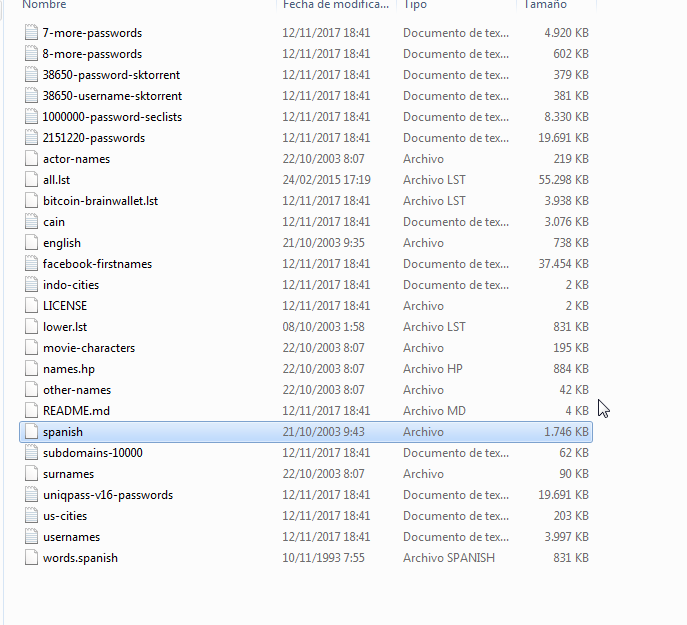 Nombre Fecha de modifica... Tipo Tamaño
7-more-passwords 12/11/2017 18:41 Documento de tex... 4.920 KB
8-more-passwords 12/11/2017 18:41 Documento de tex... 602 KB
38650-password-sktorrent 12/11/2017 18:41 Documento de tex... 379 KB
38650-username-sktorrent 12/11/2017 18:41 Documento de tex... 381 KB
1000000-password-seclists 12/11/2017 18:41 Documento de tex... 8.330 KB
2151220-passwords 12/11/2017 18:41 Documento de tex... 19.691 KB
actor-names 22/10/2003 8:07 Archivo 219 KB
all.lst 24/02/2015 17:19 Archivo LST 55.298 KB
bitcoin-brainwallet.lst 12/11/2017 18:41 Archivo LST 3.938 KB
cain 12/11/2017 18:41 Documento de tex... 3.076 KB
english 21/10/2003 9:35 Archivo 738 KB
facebook-firstnames 12/11/2017 18:41 Documento de tex... 37.454 KB
indo-cities 12/11/2017 18:41 Documento de tex... 2 KB
LICENSE 12/11/2017 18:41 Archivo 2 KB
lower.lst 08/10/2003 1:58 Archivo LST 831 KB
movie-characters 22/10/2003 8:07 Archivo 195 KB
names.hp 22/10/2003 8:07 Archivo HP 884 KB
other-names 22/10/2003 8:07 Archivo 42 KB
README.md 12/11/2017 18:41 Archivo MD 4 KB
spanish 21/10/2003 9:43 Archivo 1.746 KB
subdomains-10000 12/11/2017 18:41 Documento de tex... 62 KB
surnames 22/10/2003 8:07 Archivo 90 KB
uniqpass-v16-passwords 12/11/2017 18:41 Documento de tex... 19.691 KB
us-cities 12/11/2017 18:41 Documento de tex... 203 KB
usernames 12/11/2017 18:41 Documento de tex... 3.997 KB
words.spanish 10/11/1993 7:55 Archivo SPANISH 831 KB